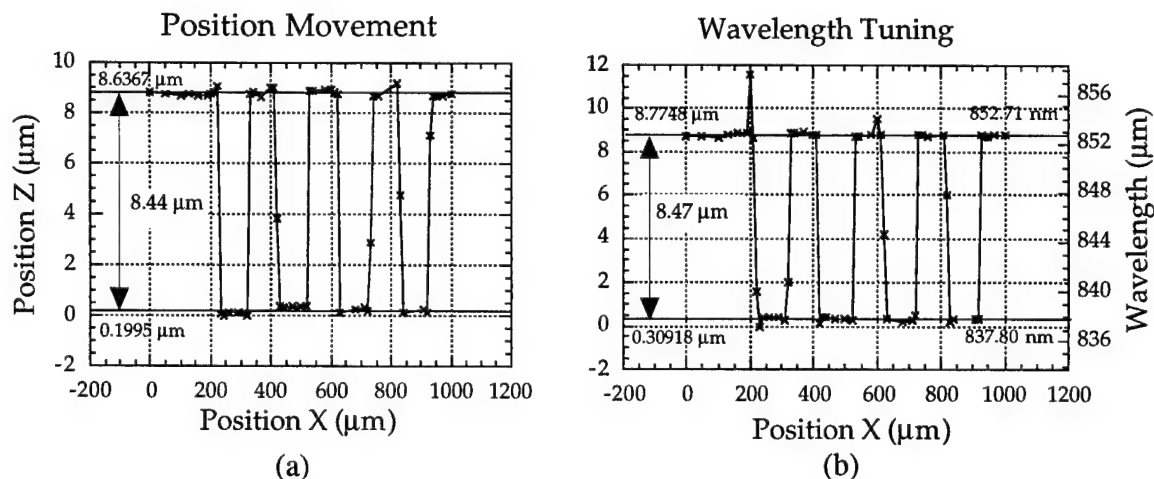 Position Movement
10
8
6
4
2
0
-2
Position Z (μm)
8.6367 μm
8.44 μm
0.1995 μm
-200 0 200 400 600 800 1000 1200
Position X (μm)
(a)
Wavelength Tuning
12
10
8
6
4
2
0
-2
8.7748 μm
8.47 μm
0.30918 μm
852.71 nm
837.80 nm
856
852
848
844
840
836
Wavelength (μm)
-200 0 200 400 600 800 1000 1200
Position X (μm)
(b)